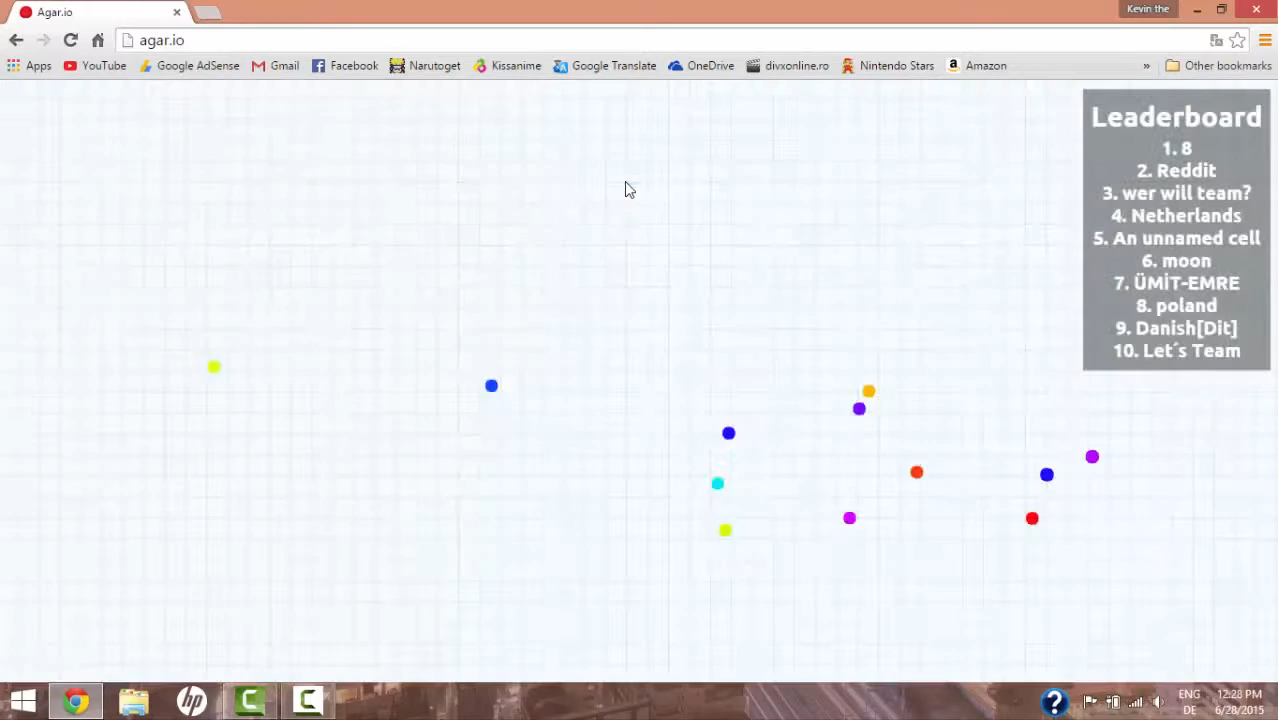 Agar.io
Kevin the
agar.io
Apps YouTube Google AdSense Gmail Facebook Narutoget Kissanime Google Translate OneDrive divxonline.ro Nintendo Stars Amazon » Other bookmarks
Leaderboard
1. 8
2. Reddit
3. wer will team?
4. Netherlands
5. An unnamed cell
6. moon
7. ÜMİT-EMRE
8. poland
9. Danish[Dit]
10. Let´s Team
ENG 12:28 PM
DE 6/28/2015